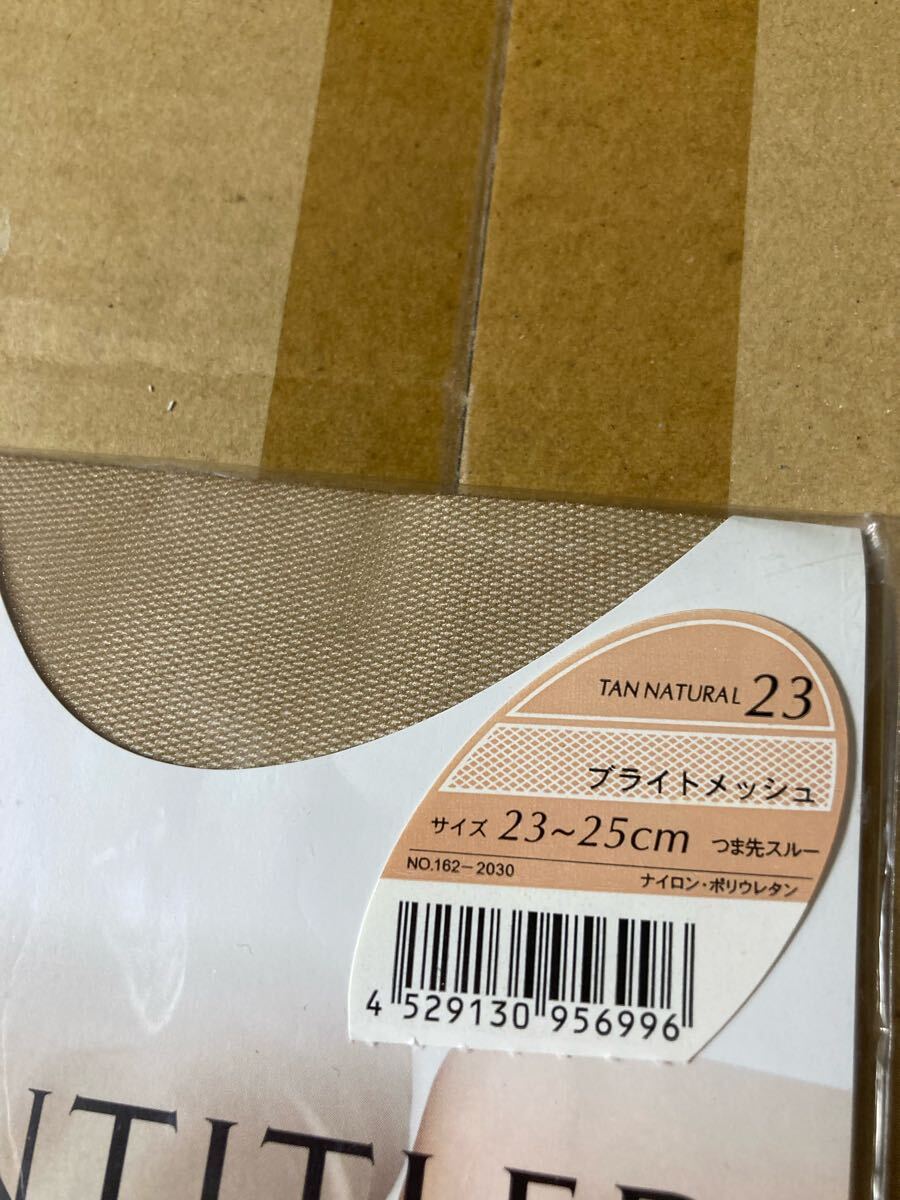 TAN NATURAL 23
ブライトメッシュ
サイズ 23~25cm つま先スルー
NO.162-2030 ナイロン・ポリウレタン
4 529130 956996
NTITLE